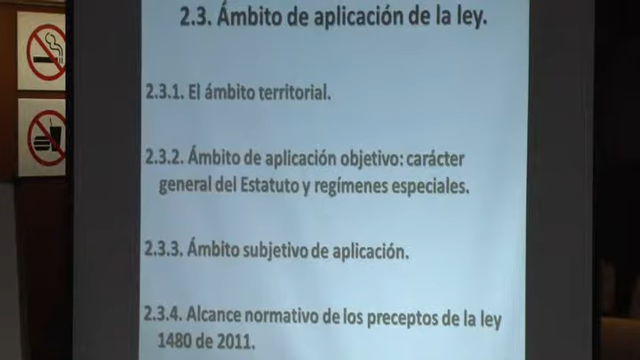 2.3. Ámbito de aplicación de la ley.
2.3.1. El ámbito territorial.
2.3.2. Ámbito de aplicación objetivo: carácter
general del Estatuto y regímenes especiales.
2.3.3. Ámbito subjetivo de aplicación.
2.3.4. Alcance normativo de los preceptos de la ley
1480 de 2011.